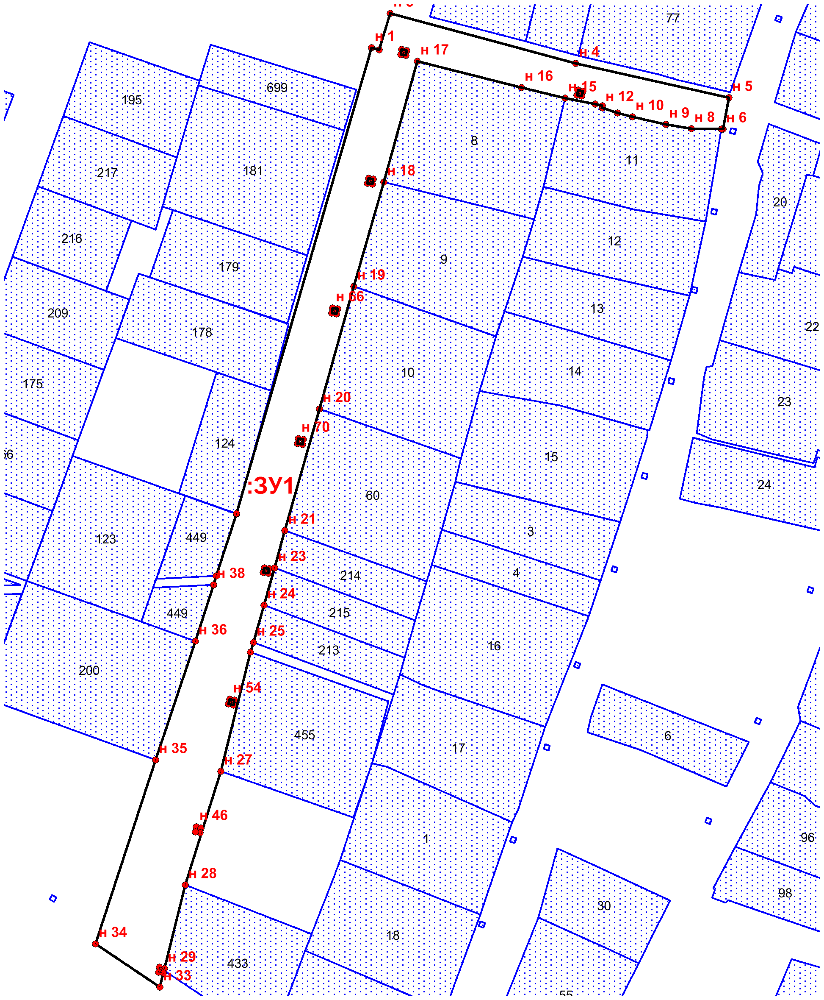 77
н 1
н 17
н 4
699
н 16
195
н 15
н 5
н 12
н 10
н 9
н 8
н 6
8
11
217
181
н 18
20
216
12
9
179
н 19
н 66
13
209
22
178
14
10
175
н 20
23
н 70
124
15
24
:ЗУ1
60
н 21
3
449
123
н 23
4
н 38
214
н 24
215
449
н 36
н 25
16
213
200
н 54
455
6
17
н 35
н 27
н 46
1
96
н 28
98
30
н 34
18
н 29
433
н 33